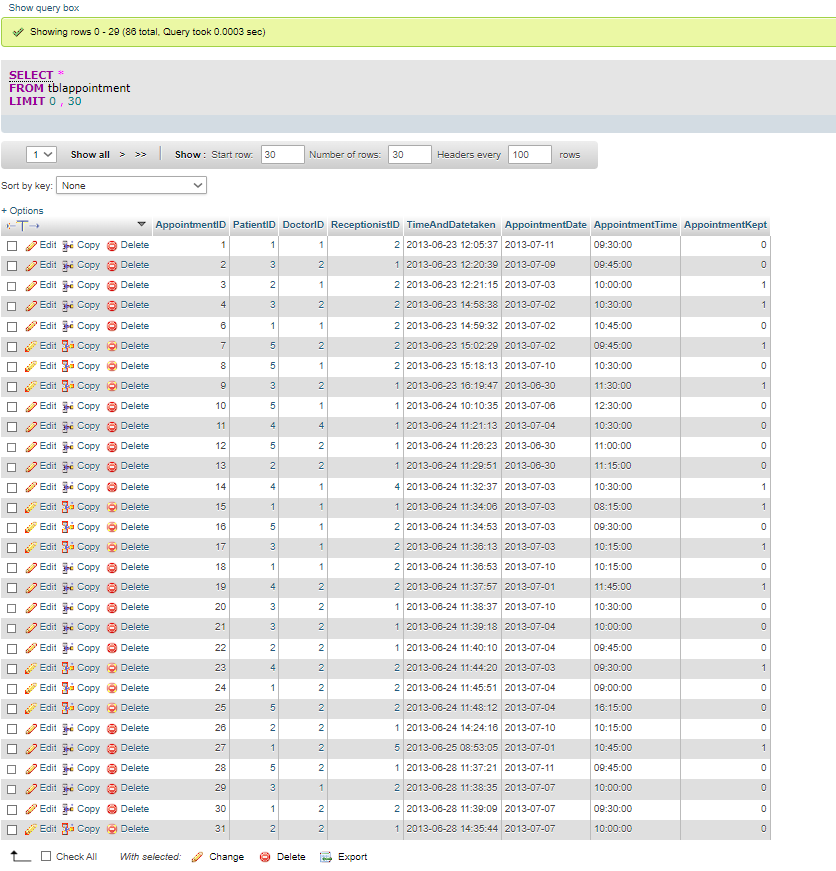 Show query box
Showing rows 0 - 29 (86 total, Query took 0.0003 sec)
SELECT *
FROM tblappointment
LIMIT 0 , 30
1 Show all > >> Show : Start row: 30 Number of rows: 30 Headers every 100 rows
Sort by key: None
+ Options
←T→ AppointmentID PatientID DoctorID ReceptionistID TimeAndDatetaken AppointmentDate AppointmentTime AppointmentKept
Edit Copy Delete 1 1 1 2 2013-06-23 12:05:37 2013-07-11 09:30:00 0
Edit Copy Delete 2 3 2 1 2013-06-23 12:20:39 2013-07-09 09:45:00 0
Edit Copy Delete 3 2 1 2 2013-06-23 12:21:15 2013-07-03 10:00:00 1
Edit Copy Delete 4 3 2 2 2013-06-23 14:58:38 2013-07-02 10:30:00 1
Edit Copy Delete 6 1 1 2 2013-06-23 14:59:32 2013-07-02 10:45:00 0
Edit Copy Delete 7 5 2 2 2013-06-23 15:02:29 2013-07-02 09:45:00 1
Edit Copy Delete 8 5 1 2 2013-06-23 15:18:13 2013-07-10 10:30:00 0
Edit Copy Delete 9 3 2 1 2013-06-23 16:19:47 2013-06-30 11:30:00 1
Edit Copy Delete 10 5 1 1 2013-06-24 10:10:35 2013-07-06 12:30:00 0
Edit Copy Delete 11 4 4 1 2013-06-24 11:21:13 2013-07-04 10:30:00 0
Edit Copy Delete 12 5 2 1 2013-06-24 11:26:23 2013-06-30 11:00:00 0
Edit Copy Delete 13 2 2 1 2013-06-24 11:29:51 2013-06-30 11:15:00 0
Edit Copy Delete 14 4 1 4 2013-06-24 11:32:37 2013-07-03 10:30:00 1
Edit Copy Delete 15 1 1 1 2013-06-24 11:34:06 2013-07-03 08:15:00 1
Edit Copy Delete 16 5 1 2 2013-06-24 11:34:53 2013-07-03 09:30:00 0
Edit Copy Delete 17 3 1 2 2013-06-24 11:36:13 2013-07-03 10:15:00 1
Edit Copy Delete 18 1 1 2 2013-06-24 11:36:53 2013-07-10 10:15:00 0
Edit Copy Delete 19 4 2 2 2013-06-24 11:37:57 2013-07-01 11:45:00 1
Edit Copy Delete 20 3 2 1 2013-06-24 11:38:37 2013-07-10 10:30:00 0
Edit Copy Delete 21 3 2 1 2013-06-24 11:39:18 2013-07-04 10:00:00 0
Edit Copy Delete 22 2 2 1 2013-06-24 11:40:10 2013-07-04 09:45:00 0
Edit Copy Delete 23 4 2 2 2013-06-24 11:44:20 2013-07-03 09:30:00 1
Edit Copy Delete 24 1 2 2 2013-06-24 11:45:51 2013-07-04 09:00:00 0
Edit Copy Delete 25 5 2 2 2013-06-24 11:48:12 2013-07-04 16:15:00 0
Edit Copy Delete 26 2 2 1 2013-06-24 14:24:16 2013-07-10 10:15:00 0
Edit Copy Delete 27 1 2 5 2013-06-25 08:53:05 2013-07-01 10:45:00 1
Edit Copy Delete 28 5 2 1 2013-06-28 11:37:21 2013-07-11 09:45:00 0
Edit Copy Delete 29 3 1 2 2013-06-28 11:38:35 2013-07-07 10:00:00 0
Edit Copy Delete 30 1 2 2 2013-06-28 11:39:09 2013-07-07 09:30:00 0
Edit Copy Delete 31 2 2 1 2013-06-28 14:35:44 2013-07-07 10:00:00 0
Check All With selected: Change Delete Export